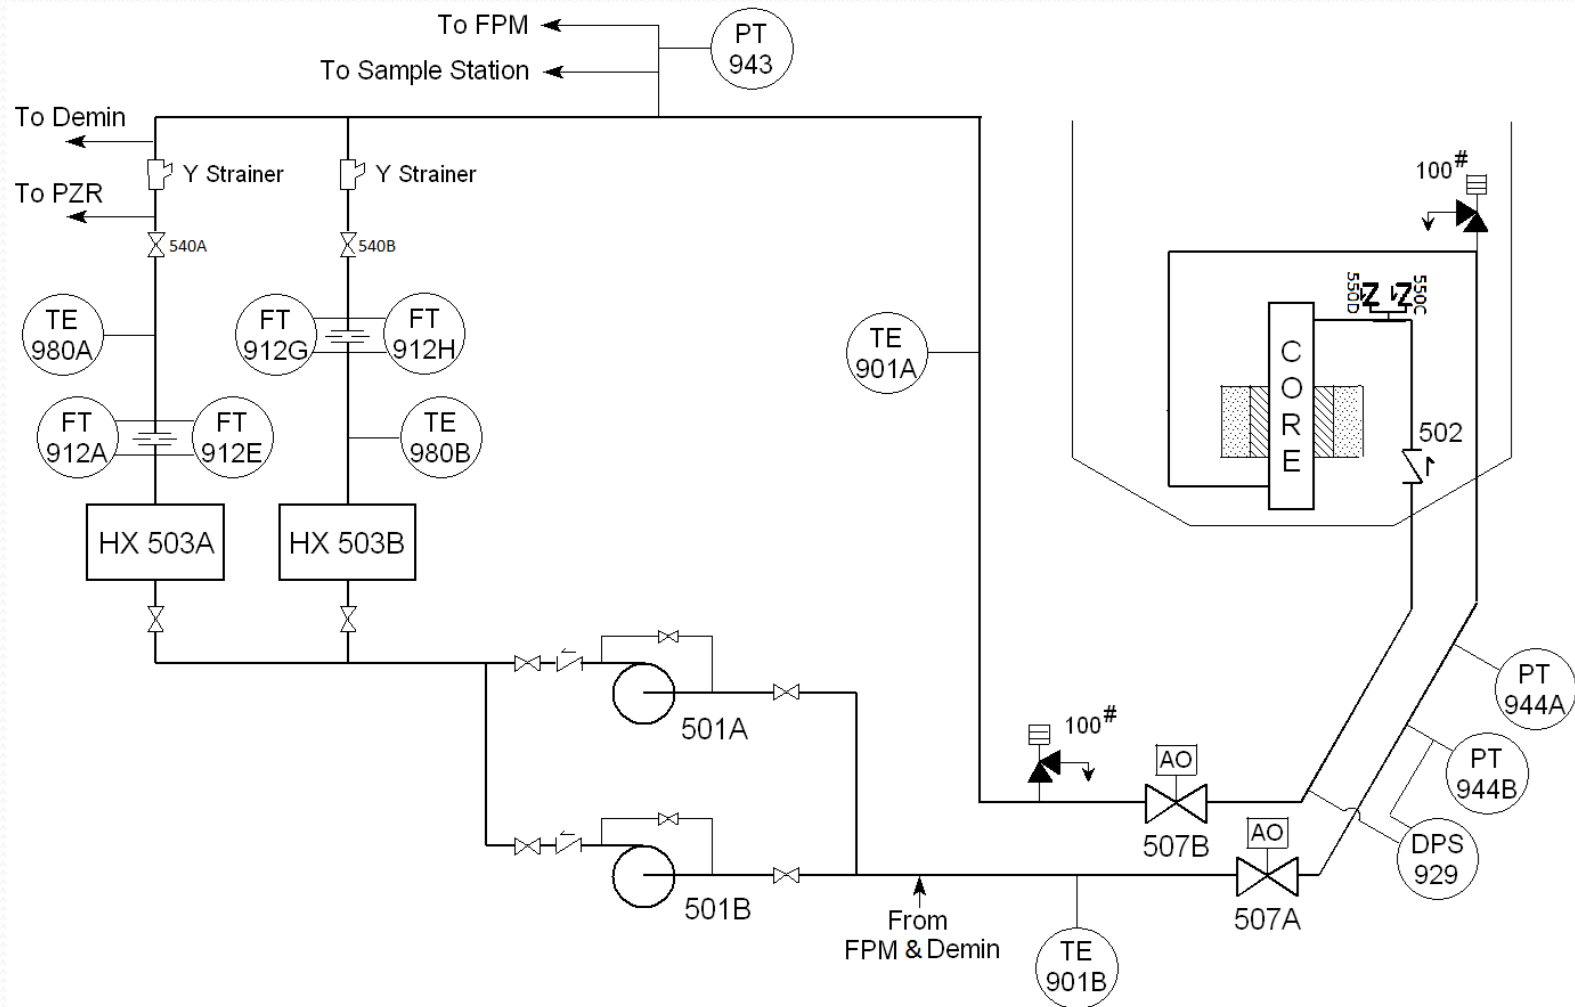 To FPM
PT
943
To Sample Station
To Demin
Y Strainer
Y Strainer
100#
To PZR
540A
540B
550D
550C
TE
980A
FT
912G
FT
912H
TE
901A
CORE
FT
912A
FT
912E
TE
980B
502
HX 503A
HX 503B
PT
944A
501A
100#
AO
PT
944B
507B
AO
DPS
929
501B
507A
From
FPM & Demin
TE
901B